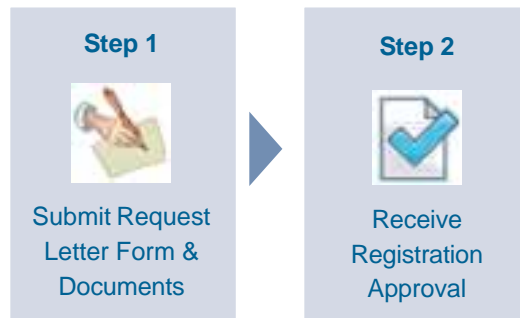 Step 1
Submit Request
Letter Form &
Documents
Step 2
Receive
Registration
Approval